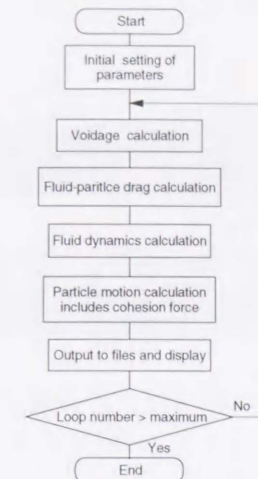 Start
Initial setting of
parameters
Voidage calculation
Fluid-paritlce drag calculation
Fluid dynamics calculation
Particle motion calculation
includes cohesion force
Output to files and display
Loop number > maximum
No
Yes
End